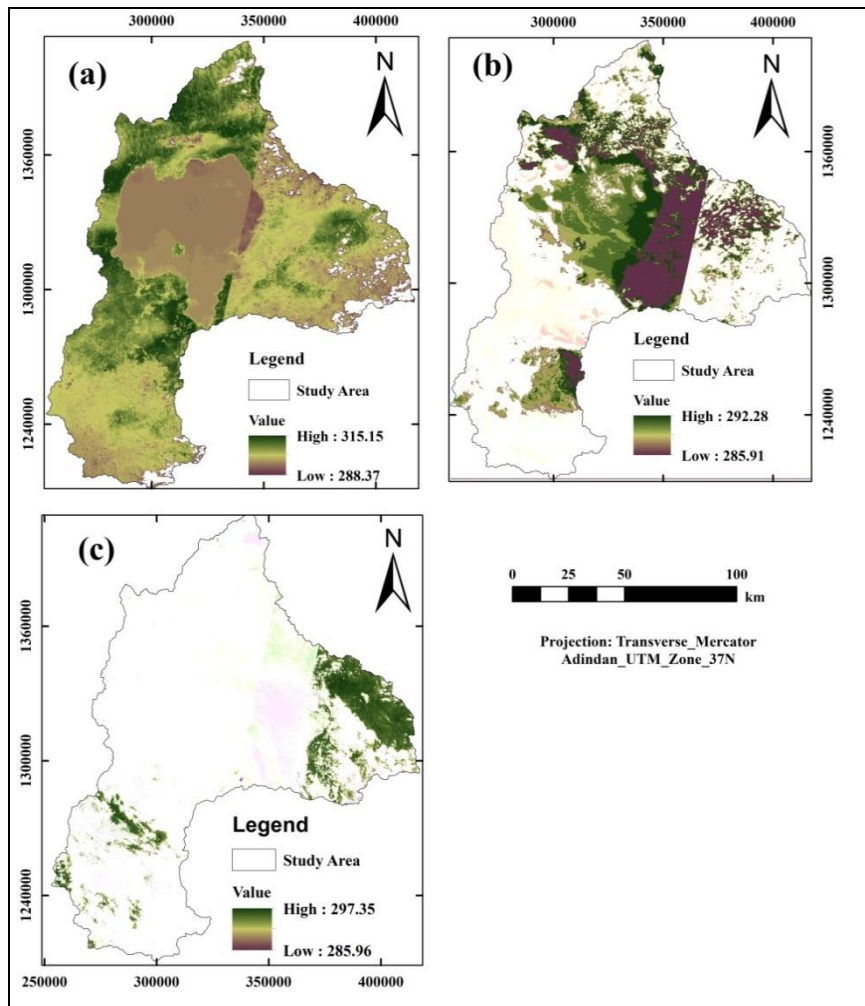 300000 350000 400000
(a)
N
1360000
1300000
1240000
Legend
Study Area
Value
High : 315.15
Low : 288.37
300000 350000 400000
(b)
N
1360000
1300000
1240000
Legend
Study Area
Value
High : 292.28
Low : 285.91
(c)
N
1360000
1300000
1240000
Legend
Study Area
Value
High : 297.35
Low : 285.96
250000 300000 350000 400000
0 25 50 100
km
Projection: Transverse_Mercator
Adindan_UTM_Zone_37N